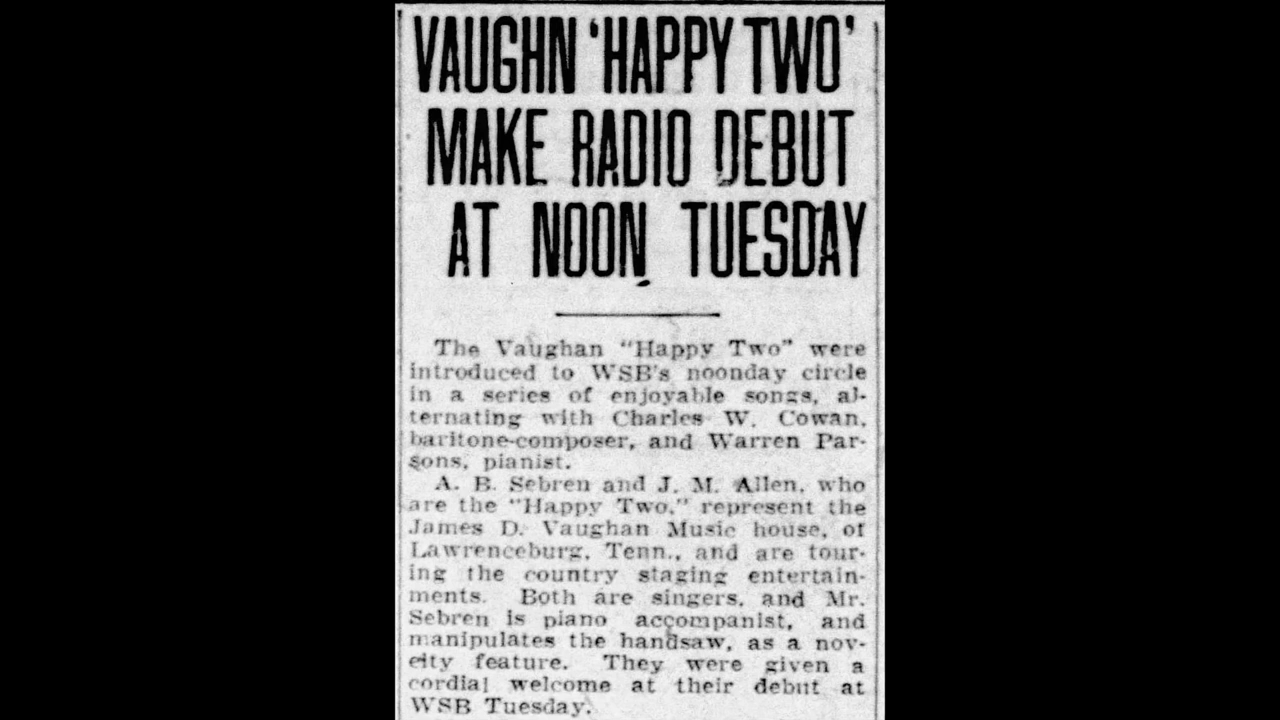 VAUGHN 'HAPPY TWO'
MAKE RADIO DEBUT
AT NOON TUESDAY
The Vaughan "Happy Two" were
introduced to WSB's noonday circle
in a series of enjoyable songs, al-
ternating with Charles W. Cowan,
baritone-composer, and Warren Par-
sons, pianist.
A. B. Sebren and J. M. Allen, who
are the "Happy Two," represent the
James D. Vaughan Music house, of
Lawrenceburg, Tenn., and are tour-
ing the country staging entertain-
ments. Both are singers, and Mr.
Sebren is piano accompanist, and
manipulates the handsaw, as a nov-
elty feature. They were given a
cordial welcome at their debut at
WSB Tuesday.